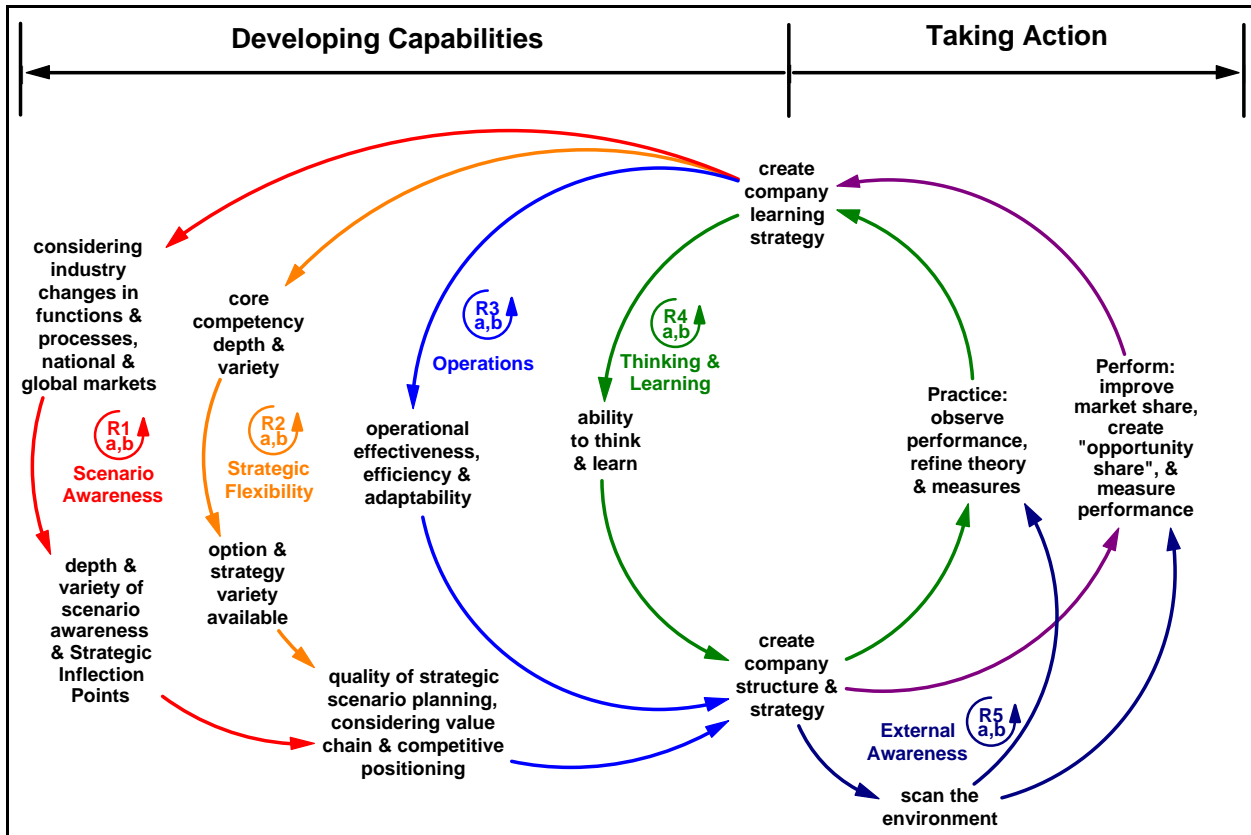 Developing Capabilities
Taking Action
create
company
learning
strategy
considering
industry
changes in
functions &
processes,
national &
global markets
core
competency
depth &
variety
R3
a,b
Operations
R4
a,b
Thinking &
Learning
R1
a,b
Scenario
Awareness
R2
a,b
Strategic
Flexibility
operational
effectiveness,
efficiency &
adaptability
ability
to think
& learn
Practice:
observe
performance,
refine theory
& measures
Perform:
improve
market share,
create
"opportunity
share", &
measure
performance
depth &
variety of
scenario
awareness
& Strategic
Inflection
Points
option &
strategy
variety
available
quality of strategic
scenario planning,
considering value
chain & competitive
positioning
create
company
structure &
strategy
External
Awareness
R5
a,b
scan the
environment